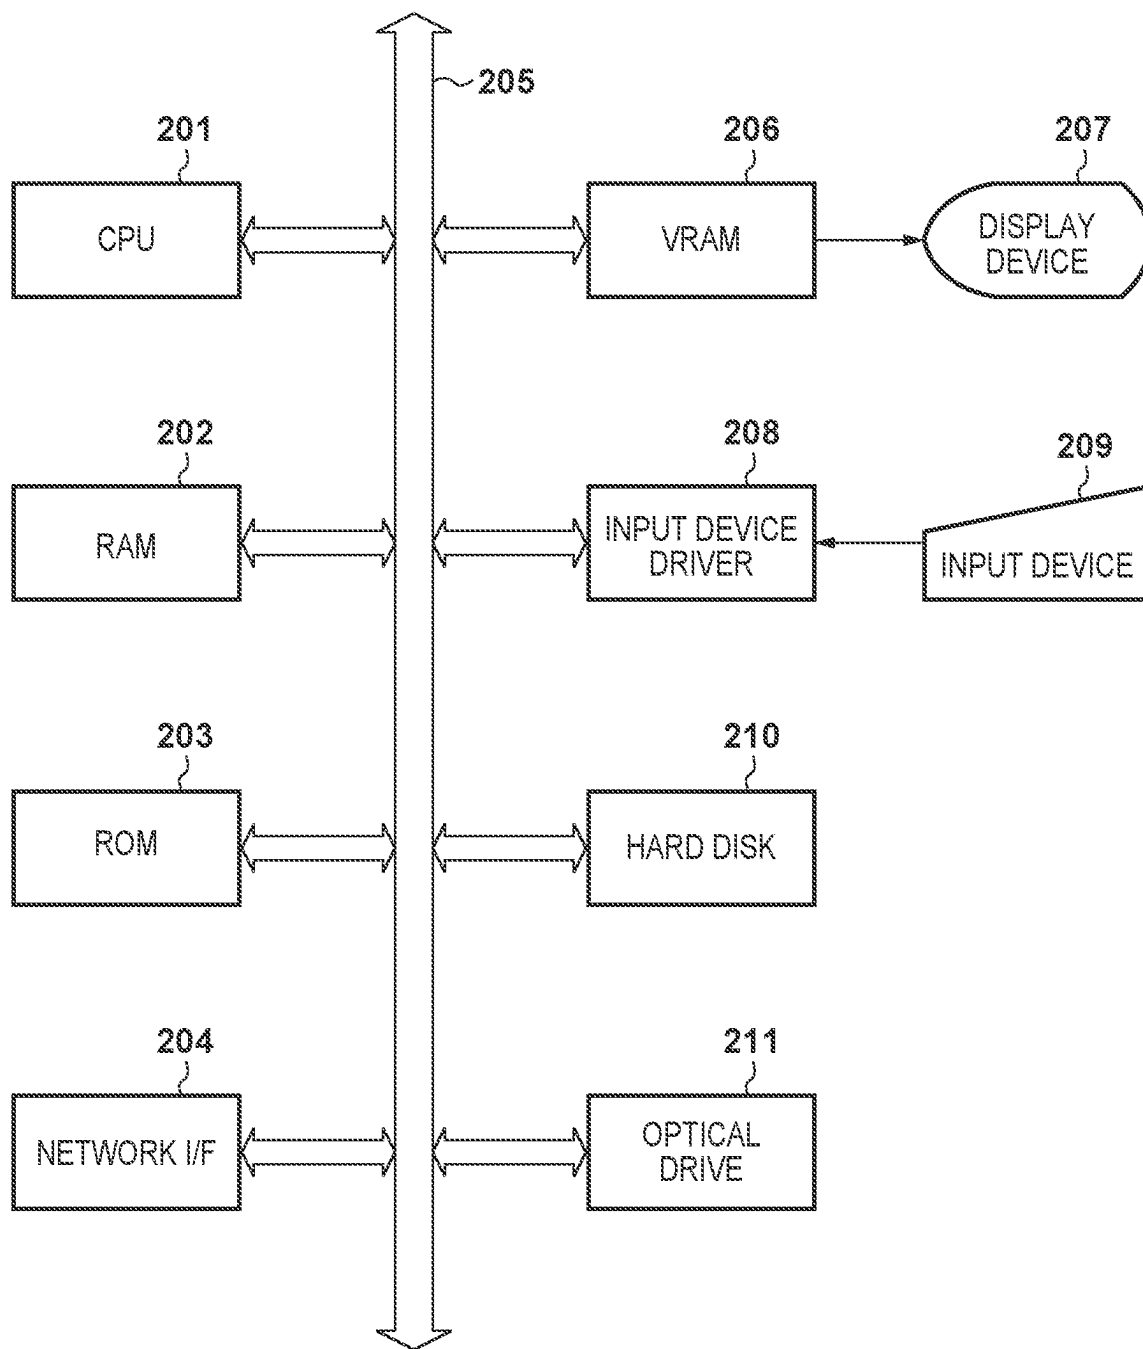 205
201
CPU
206
VRAM
207
DISPLAY
DEVICE
202
RAM
208
INPUT DEVICE
DRIVER
209
INPUT DEVICE
203
ROM
210
HARD DISK
204
NETWORK I/F
211
OPTICAL
DRIVE